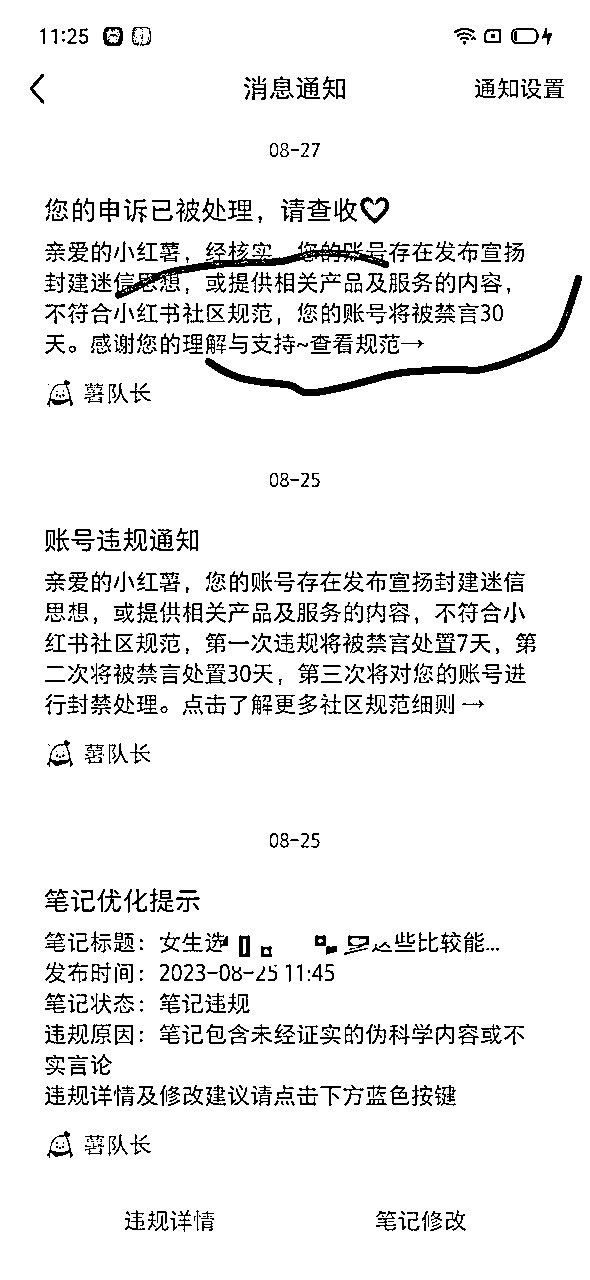 11:25
消息通知
通知设置
08-27
您的申诉已被处理，请查收♡
亲爱的小红薯，经核实，您的账号存在发布宣扬
封建迷信思想，或提供相关产品及服务的内容，
不符合小红书社区规范，您的账号将被禁言30
天。感谢您的理解与支持~查看规范→
薯队长
08-25
账号违规通知
亲爱的小红薯，您的账号存在发布宣扬封建迷信
思想，或提供相关产品及服务的内容，不符合小
红书社区规范，第一次违规将被禁言处置7天，第
二次将被禁言处置30天，第三次将对您的账号进
行封禁处理。点击了解更多社区规范细则 →
薯队长
08-25
笔记优化提示
笔记标题：女生选 这些比较能...
发布时间：2023-08-25 11:45
笔记状态：笔记违规
违规原因：笔记包含未经证实的伪科学内容或不
实言论
违规详情及修改建议请点击下方蓝色按键
薯队长
违规详情
笔记修改